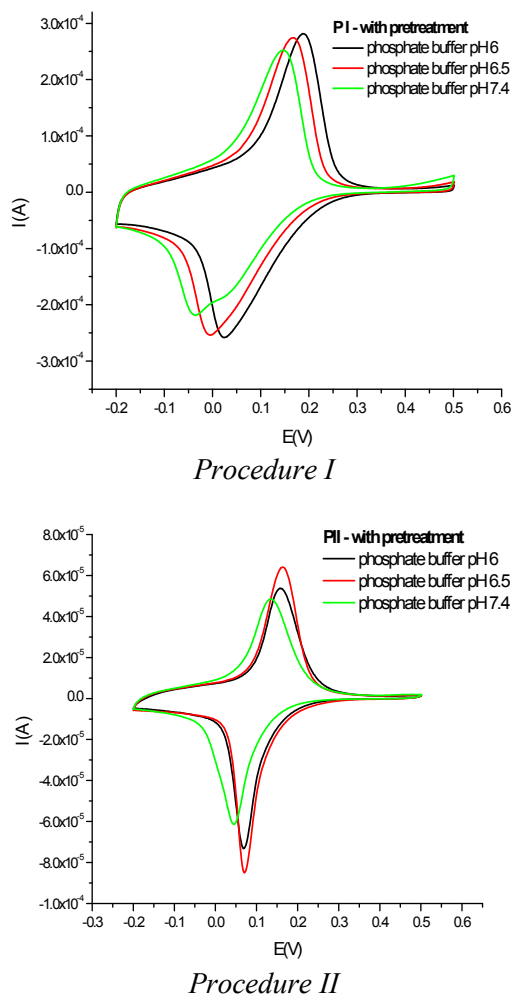 3.0x10-4
2.0x10-4
1.0x10-4
0.0
-1.0x10-4
-2.0x10-4
-3.0x10-4
I(A)
PI - with pretreatment
phosphate buffer pH6
phosphate buffer pH6.5
phosphate buffer pH7.4
-0.2 -0.1 0.0 0.1 0.2 0.3 0.4 0.5 0.6
E(V)
Procedure I
8.0x10-5
6.0x10-5
4.0x10-5
2.0x10-5
0.0
-2.0x10-5
-4.0x10-5
-6.0x10-5
-8.0x10-5
-1.0x10-4
I(A)
PII - with pretreatment
phosphate buffer pH6
phosphate buffer pH6.5
phosphate buffer pH7.4
-0.3 -0.2 -0.1 0.0 0.1 0.2 0.3 0.4 0.5 0.6
E(V)
Procedure II